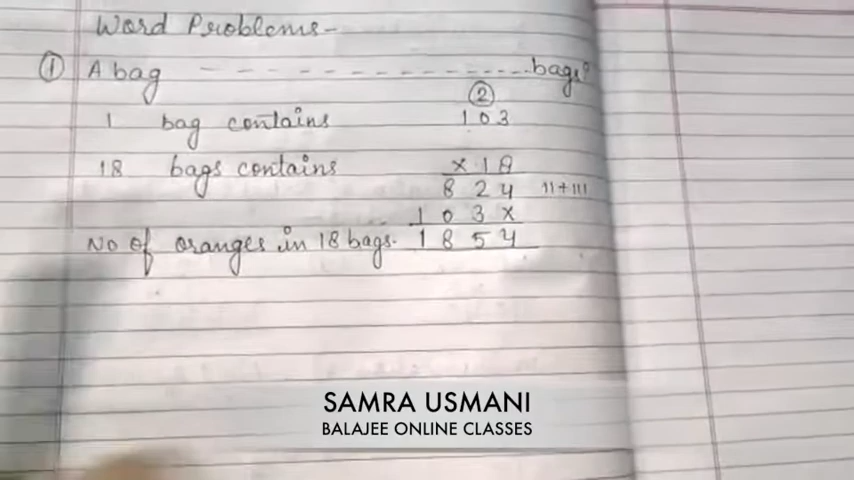 Word Problems-
① A bag - - - - - - - - - - - - - - - - bags?
②
1 bag contains 103
18 bags contains ×18
824 11+111
103×
No of oranges in 18 bags. 1854
SAMRA USMANI
BALAJEE ONLINE CLASSES